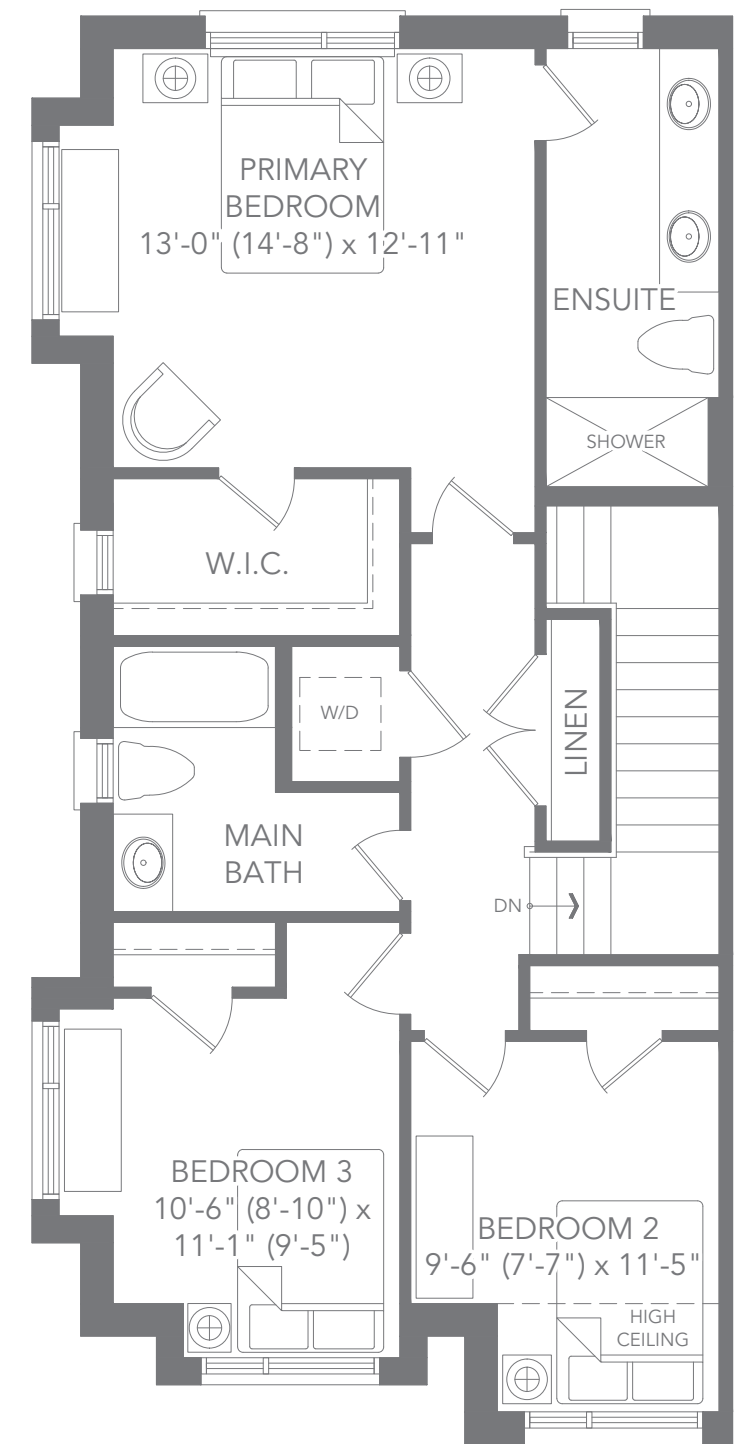 PRIMARY
BEDROOM
13'-0" (14'-8") x 12'-11"
ENSUITE
SHOWER
W.I.C.
W/D
LINEN
MAIN
BATH
DN
BEDROOM 3
10'-6" (8'-10") x
11'-1" (9'-5")
BEDROOM 2
9'-6" (7'-7") x 11'-5"
HIGH
CEILING